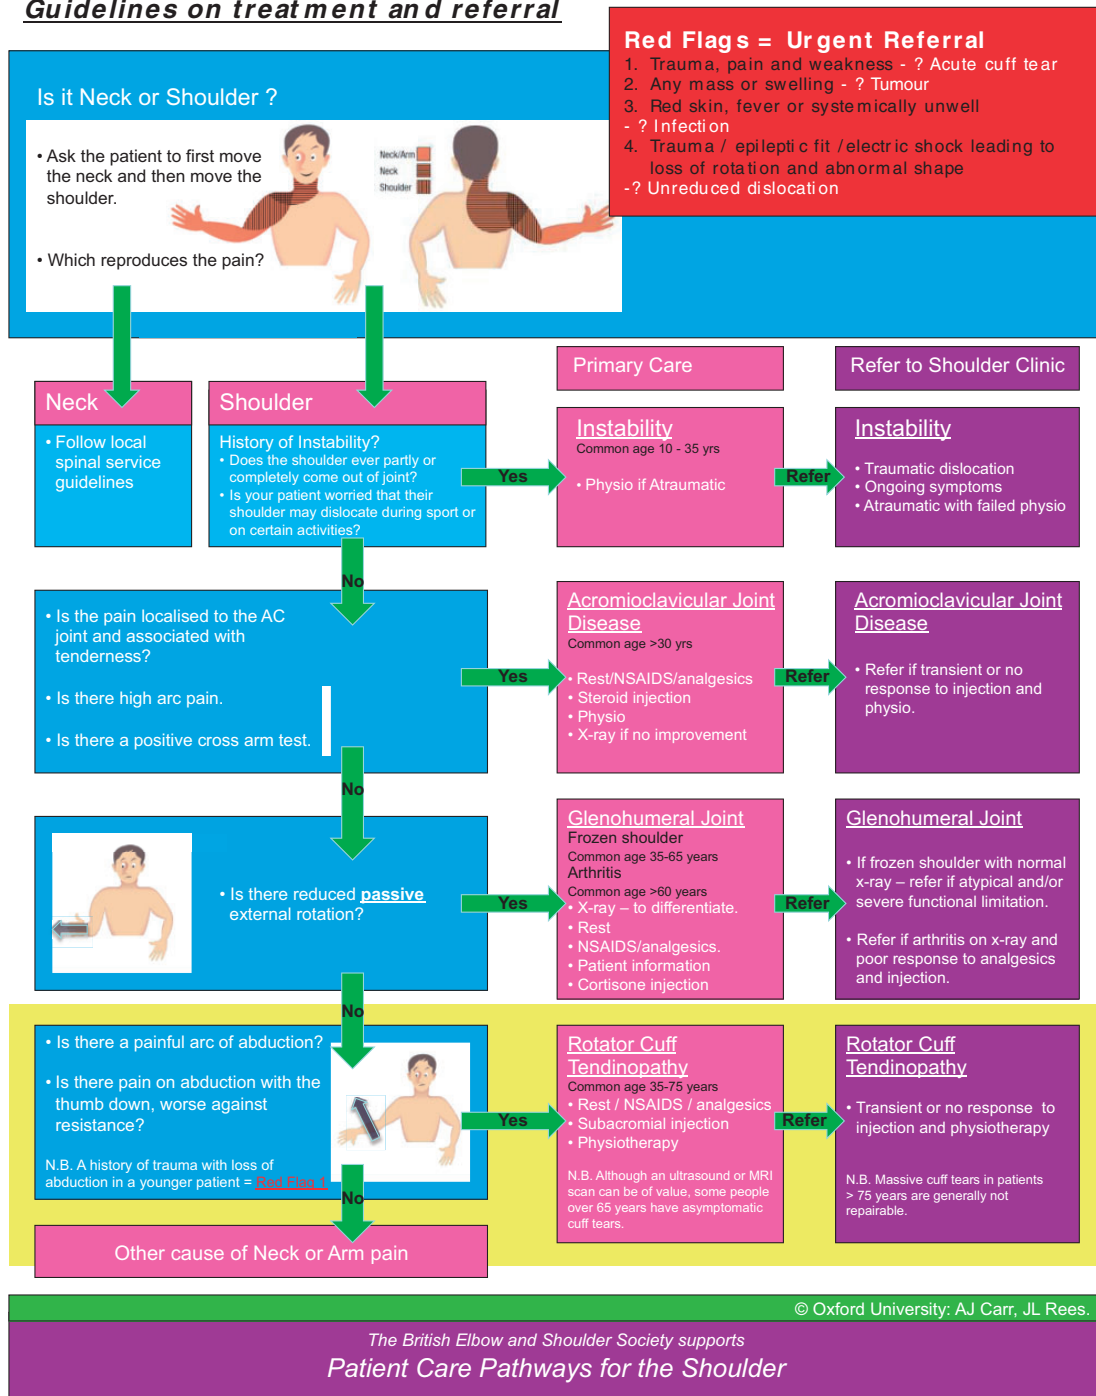 Guidelines on treatment and referral
Red Flags = Urgent Referral
1. Trauma, pain and weakness - ? Acute cuff tear
2. Any mass or swelling - ? Tumour
3. Red skin, fever or systemically unwell
- ? Infection
4. Trauma / epileptic fit /electric shock leading to
loss of rotation and abnormal shape
-? Unreduced dislocation
Is it Neck or Shoulder ?
• Ask the patient to first move
the neck and then move the
shoulder.
• Which reproduces the pain?
Neck/Arm
Neck
Shoulder
Primary Care
Refer to Shoulder Clinic
Neck
• Follow local
spinal service
guidelines
Shoulder
History of Instability?
• Does the shoulder ever partly or
completely come out of joint?
• Is your patient worried that their
shoulder may dislocate during sport or
on certain activities?
Yes
Instability
Common age 10 - 35 yrs
• Physio if Atraumatic
Refer
Instability
• Traumatic dislocation
• Ongoing symptoms
• Atraumatic with failed physio
No
• Is the pain localised to the AC
joint and associated with
tenderness?
• Is there high arc pain.
• Is there a positive cross arm test.
Yes
Acromioclavicular Joint
Disease
Common age >30 yrs
• Rest/NSAIDS/analgesics
• Steroid injection
• Physio
• X-ray if no improvement
Refer
Acromioclavicular Joint
Disease
• Refer if transient or no
response to injection and
physio.
No
• Is there reduced passive
external rotation?
Yes
Glenohumeral Joint
Frozen shoulder
Common age 35-65 years
Arthritis
Common age >60 years
• X-ray – to differentiate.
• Rest
• NSAIDS/analgesics.
• Patient information
• Cortisone injection
Refer
Glenohumeral Joint
• If frozen shoulder with normal
x-ray – refer if atypical and/or
severe functional limitation.
• Refer if arthritis on x-ray and
poor response to analgesics
and injection.
No
• Is there a painful arc of abduction?
• Is there pain on abduction with the
thumb down, worse against
resistance?
N.B. A history of trauma with loss of
abduction in a younger patient = Red Flag 1
Yes
Rotator Cuff
Tendinopathy
Common age 35-75 years
• Rest / NSAIDS / analgesics
• Subacromial injection
• Physiotherapy
N.B. Although an ultrasound or MRI
scan can be of value, some people
over 65 years have asymptomatic
cuff tears.
Refer
Rotator Cuff
Tendinopathy
• Transient or no response to
injection and physiotherapy
N.B. Massive cuff tears in patients
> 75 years are generally not
repairable.
No
Other cause of Neck or Arm pain
© Oxford University: AJ Carr, JL Rees.
The British Elbow and Shoulder Society supports
Patient Care Pathways for the Shoulder